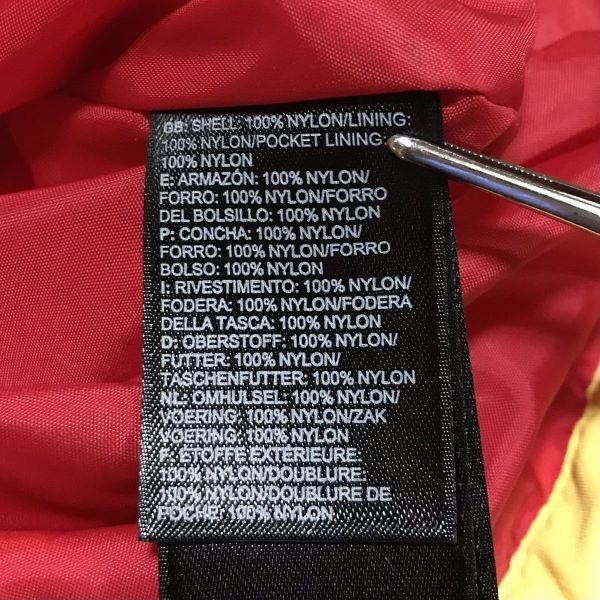 GB: SHELL: 100% NYLON/LINING:
100% NYLON/POCKET LINING:
100% NYLON
E: ARMAZÓN: 100% NYLON/
FORRO: 100% NYLON/FORRO
DEL BOLSILLO: 100% NYLON
P: CONCHA: 100% NYLON/
FORRO: 100% NYLON/FORRO
BOLSO: 100% NYLON
I: RIVESTIMENTO: 100% NYLON/
FODERA: 100% NYLON/FODERA
DELLA TASCA: 100% NYLON
D: OBERSTOFF: 100% NYLON/
FUTTER: 100% NYLON/
TASCHENFUTTER: 100% NYLON
NL: OMHULSEL: 100% NYLON/
VOERING: 100% NYLON/ZAK
VOERING: 100% NYLON
F: ETOFFE EXTERIEURE:
100% NYLON/DOUBLURE:
100% NYLON/DOUBLURE DE
POCHE: 100% NYLON